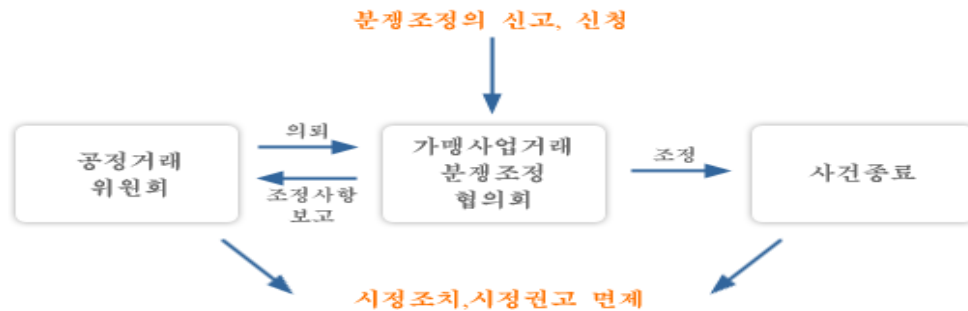 분쟁조정의 신고, 신청
의뢰
공정거래
위원회
조정사항
보고
가맹사업거래
분쟁조정
협의회
조정
사건종료
시정조치,시정권고 면제